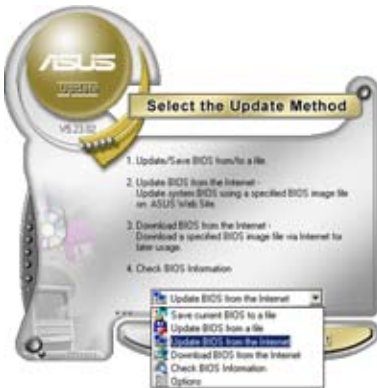 ASUS
Update
V5.23.02
Select the Update Method
1. Update/Save BIOS from/to a file
2. Update BIOS from the Internet -
Update system BIOS using a specified BIOS image file
on ASUS Web Site.
3. Download BIOS from the Internet -
Download a specified BIOS image file via Internet for
later usage.
4. Check BIOS Information
Update BIOS from the Internet
Save current BIOS to a file
Update BIOS from a file
Update BIOS from the Internet
Download BIOS from the Internet
Check BIOS Information
Options